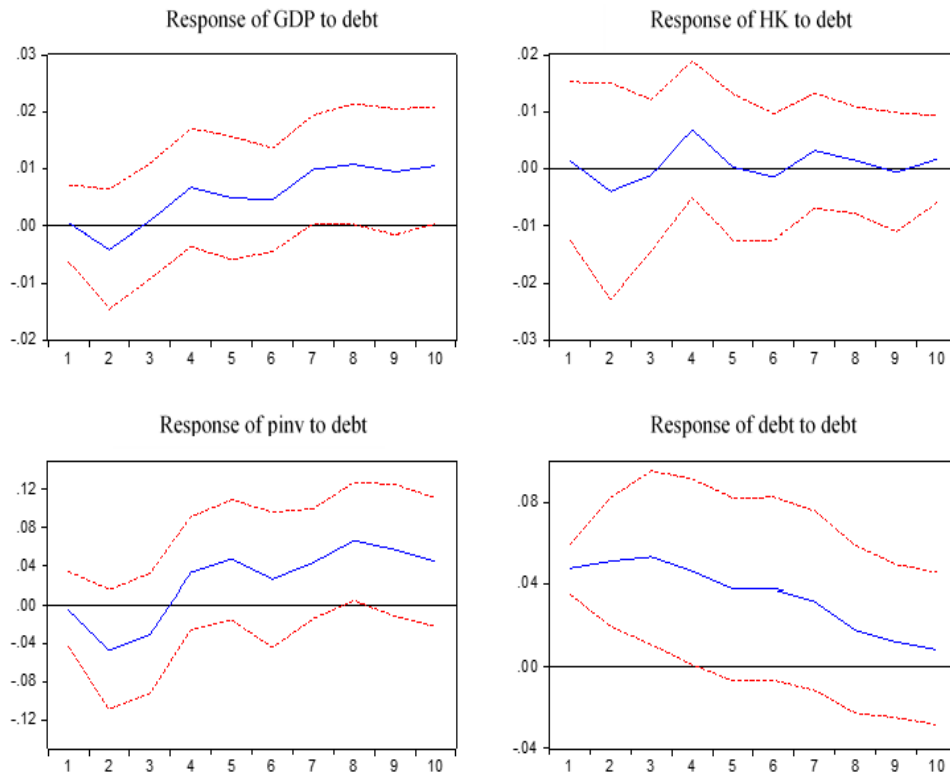 Response of GDP to debt
.03
.02
.01
.00
-.01
-.02
1 2 3 4 5 6 7 8 9 10
Response of HK to debt
.02
.01
.00
-.01
-.02
-.03
1 2 3 4 5 6 7 8 9 10
Response of pinv to debt
.12
.08
.04
.00
-.04
-.08
-.12
1 2 3 4 5 6 7 8 9 10
Response of debt to debt
.08
.04
.00
-.04
1 2 3 4 5 6 7 8 9 10